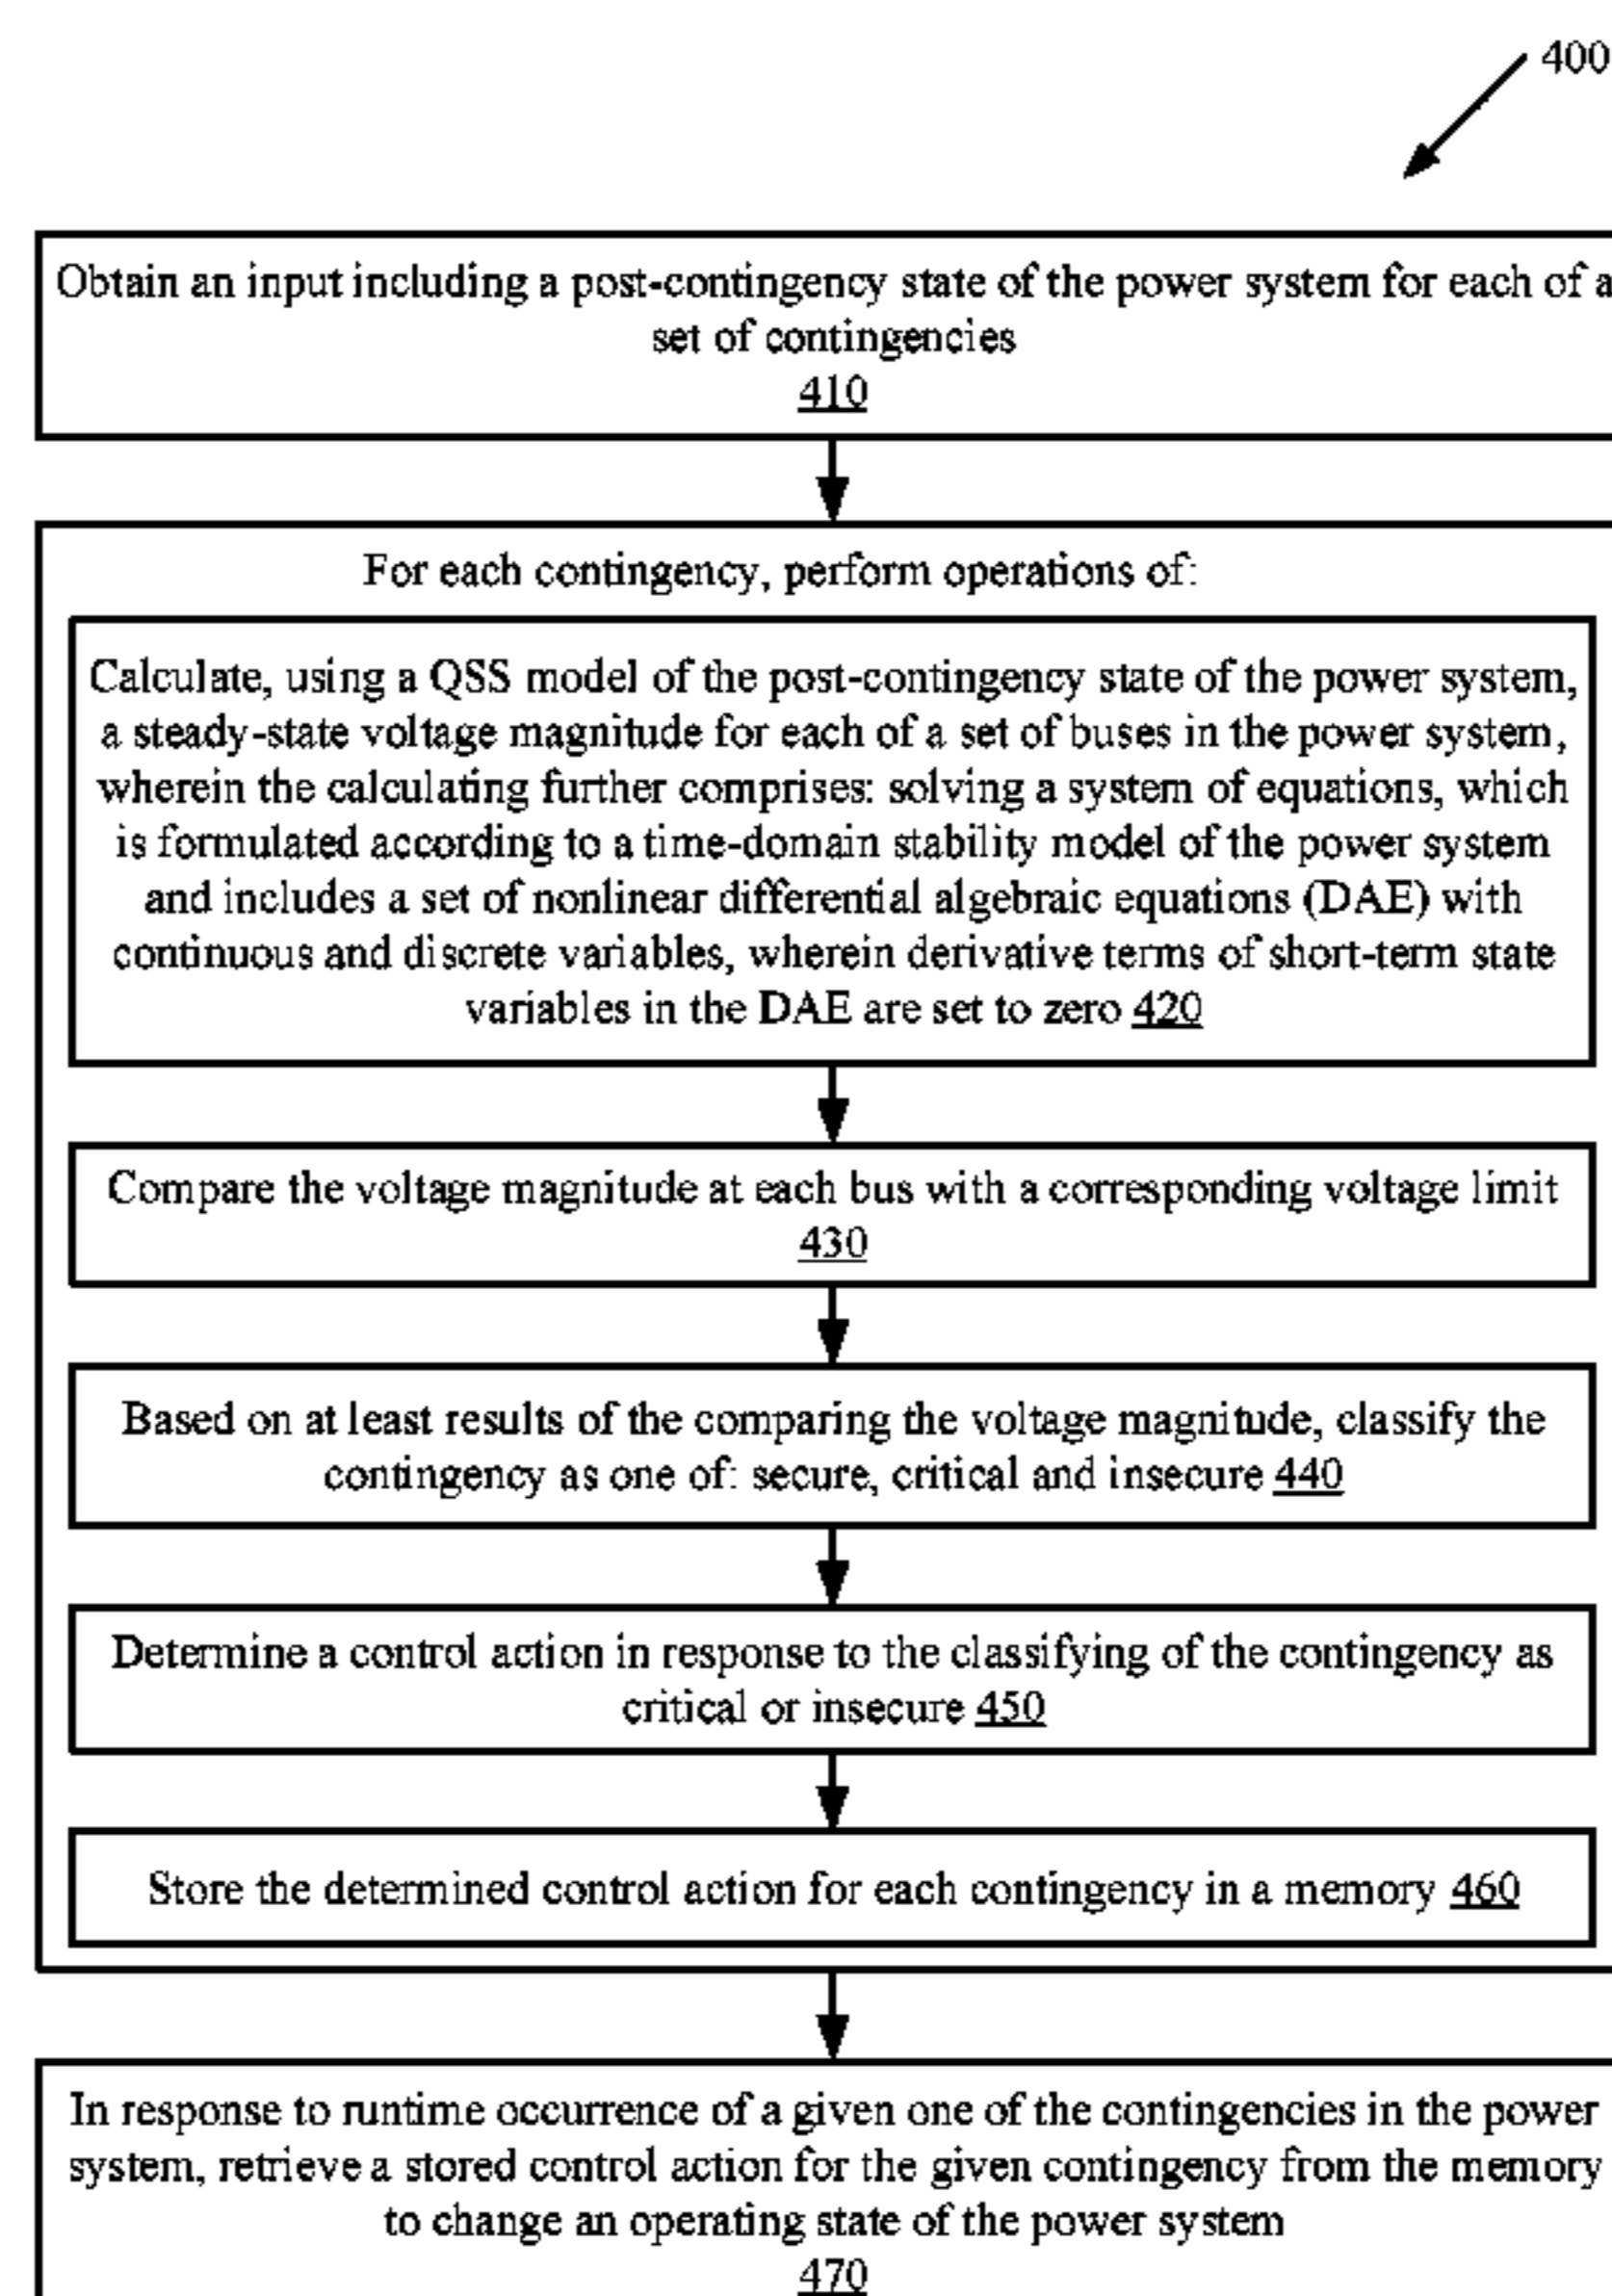 400
Obtain an input including a post-contingency state of the power system for each of a
set of contingencies
410
For each contingency, perform operations of:
Calculate, using a QSS model of the post-contingency state of the power system,
a steady-state voltage magnitude for each of a set of buses in the power system,
wherein the calculating further comprises: solving a system of equations, which
is formulated according to a time-domain stability model of the power system
and includes a set of nonlinear differential algebraic equations (DAE) with
continuous and discrete variables, wherein derivative terms of short-term state
variables in the DAE are set to zero 420
Compare the voltage magnitude at each bus with a corresponding voltage limit
430
Based on at least results of the comparing the voltage magnitude, classify the
contingency as one of: secure, critical and insecure 440
Determine a control action in response to the classifying of the contingency as
critical or insecure 450
Store the determined control action for each contingency in a memory 460
In response to runtime occurrence of a given one of the contingencies in the power
system, retrieve a stored control action for the given contingency from the memory
to change an operating state of the power system
470